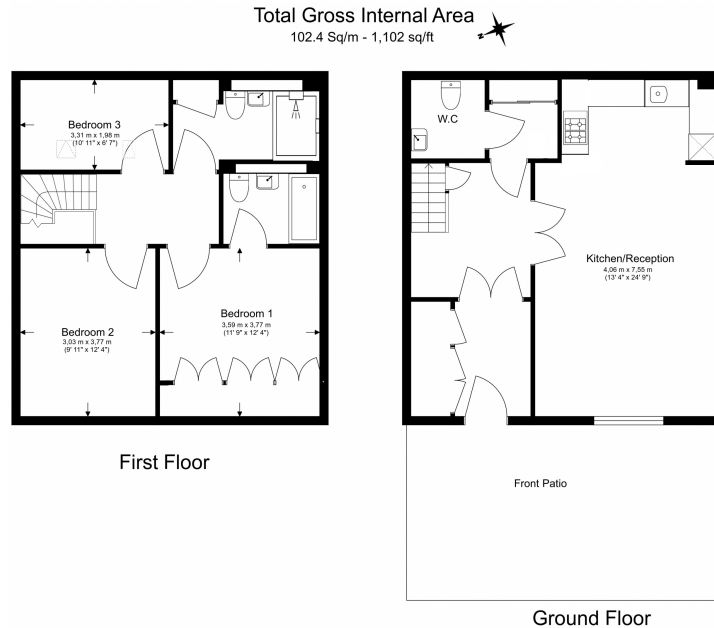 Total Gross Internal Area
102.4 Sq/m - 1,102 sq/ft
N
Bedroom 3
3,31 m x 1,98 m
(10' 11" x 6' 7")
Bedroom 2
3,03 m x 3,77 m
(9' 11" x 12' 4")
Bedroom 1
3,59 m x 3,77 m
(11' 9" x 12' 4")
First Floor
W.C
Kitchen/Reception
4,06 m x 7,55 m
(13' 4" x 24' 9")
Front Patio
Ground Floor